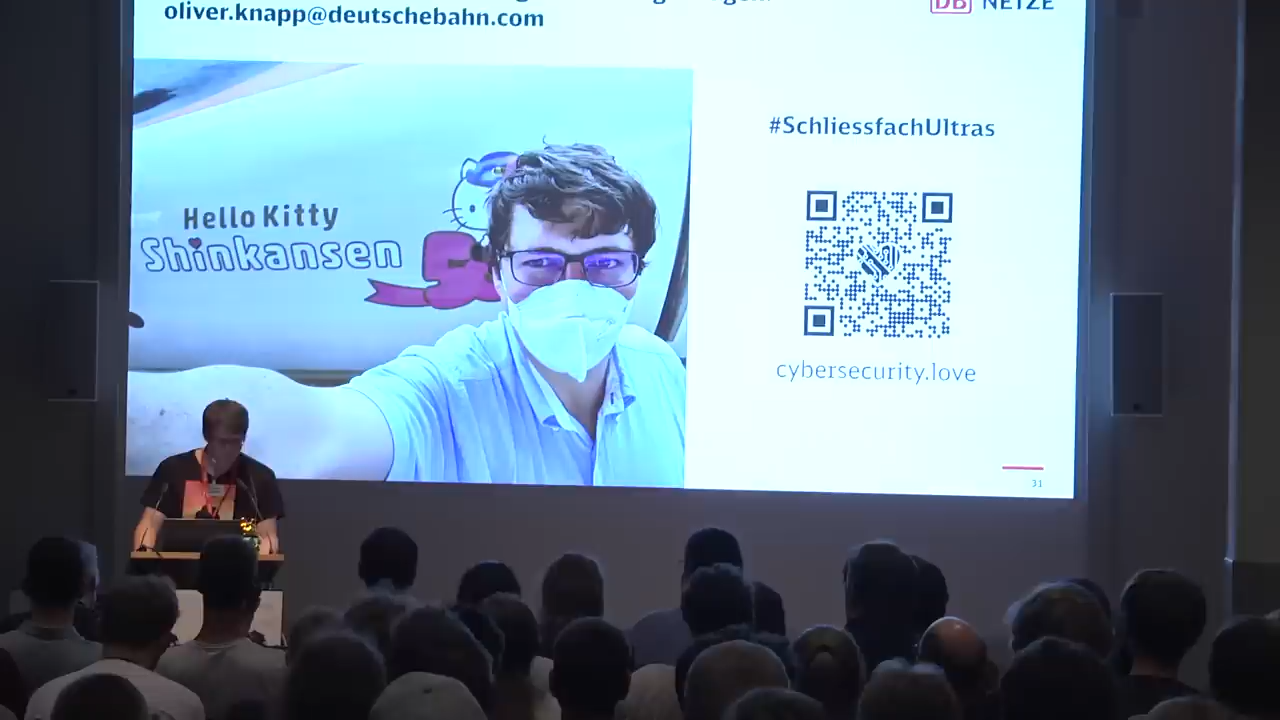 oliver.knapp@deutschebahn.com
DB NETZE
#SchliessfachUltras
Hello Kitty
Shinkansen
cybersecurity.love
31